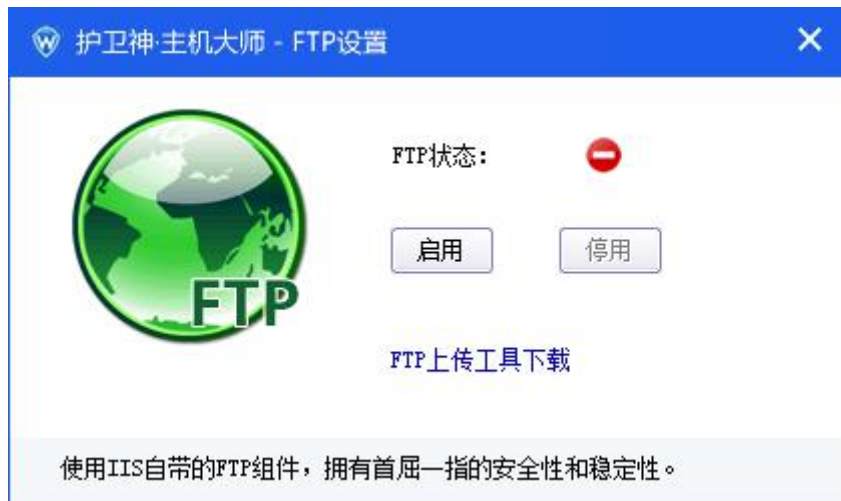 护卫神·主机大师 - FTP设置
FTP状态：
启用
停用
FTP
FTP上传工具下载
使用IIS自带的FTP组件，拥有首屈一指的安全性和稳定性。